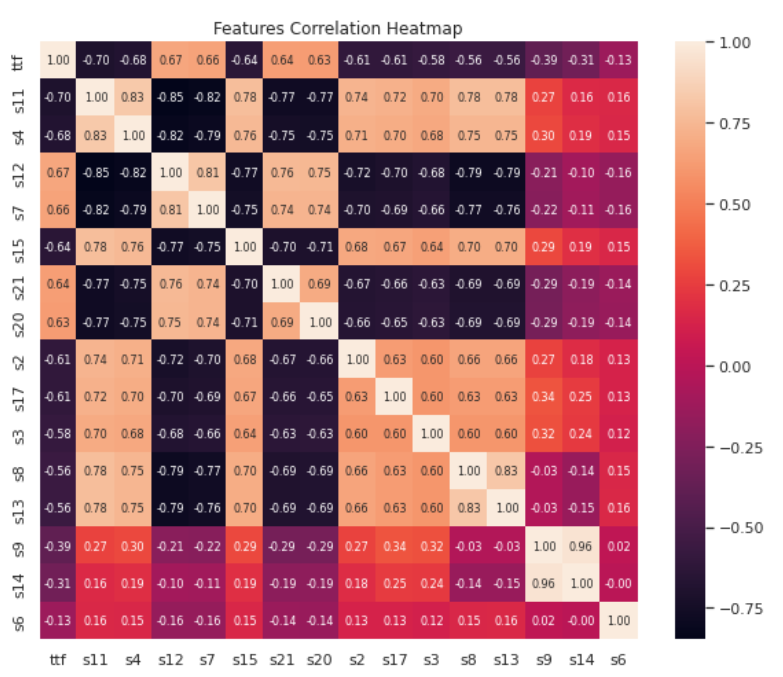 Features Correlation Heatmap
ttf 1.00 -0.70 -0.68 0.67 0.66 -0.64 0.64 0.63 -0.61 -0.61 -0.58 -0.56 -0.56 -0.39 -0.31 -0.13
s11 -0.70 1.00 0.83 -0.85 -0.82 0.78 -0.77 -0.77 0.74 0.72 0.70 0.78 0.78 0.27 0.16 0.16
s4 -0.68 0.83 1.00 -0.82 -0.79 0.76 -0.75 -0.75 0.71 0.70 0.68 0.75 0.75 0.30 0.19 0.15
s12 0.67 -0.85 -0.82 1.00 0.81 -0.77 0.76 0.75 -0.72 -0.70 -0.68 -0.79 -0.79 -0.21 -0.10 -0.16
s7 0.66 -0.82 -0.79 0.81 1.00 -0.75 0.74 0.74 -0.70 -0.69 -0.66 -0.77 -0.76 -0.22 -0.11 -0.16
s15 -0.64 0.78 0.76 -0.77 -0.75 1.00 -0.70 -0.71 0.68 0.67 0.64 0.70 0.70 0.29 0.19 0.15
s21 0.64 -0.77 -0.75 0.76 0.74 -0.70 1.00 0.69 -0.67 -0.66 -0.63 -0.69 -0.69 -0.29 -0.19 -0.14
s20 0.63 -0.77 -0.75 0.75 0.74 -0.71 0.69 1.00 -0.66 -0.65 -0.63 -0.69 -0.69 -0.29 -0.19 -0.14
s2 -0.61 0.74 0.71 -0.72 -0.70 0.68 -0.67 -0.66 1.00 0.63 0.60 0.66 0.66 0.27 0.18 0.13
s17 -0.61 0.72 0.70 -0.70 -0.69 0.67 -0.66 -0.65 0.63 1.00 0.60 0.63 0.63 0.34 0.25 0.13
s3 -0.58 0.70 0.68 -0.68 -0.66 0.64 -0.63 -0.63 0.60 0.60 1.00 0.60 0.60 0.32 0.24 0.12
s8 -0.56 0.78 0.75 -0.79 -0.77 0.70 -0.69 -0.69 0.66 0.63 0.60 1.00 0.83 -0.03 -0.14 0.15
s13 -0.56 0.78 0.75 -0.79 -0.76 0.70 -0.69 -0.69 0.66 0.63 0.60 0.83 1.00 -0.03 -0.15 0.16
s9 -0.39 0.27 0.30 -0.21 -0.22 0.29 -0.29 -0.29 0.27 0.34 0.32 -0.03 -0.03 1.00 0.96 0.02
s14 -0.31 0.16 0.19 -0.10 -0.11 0.19 -0.19 -0.19 0.18 0.25 0.24 -0.14 -0.15 0.96 1.00 -0.00
s6 -0.13 0.16 0.15 -0.16 -0.16 0.15 -0.14 -0.14 0.13 0.13 0.12 0.15 0.16 0.02 -0.00 1.00
ttf s11 s4 s12 s7 s15 s21 s20 s2 s17 s3 s8 s13 s9 s14 s6
1.00
0.75
0.50
0.25
0.00
−0.25
−0.50
−0.75